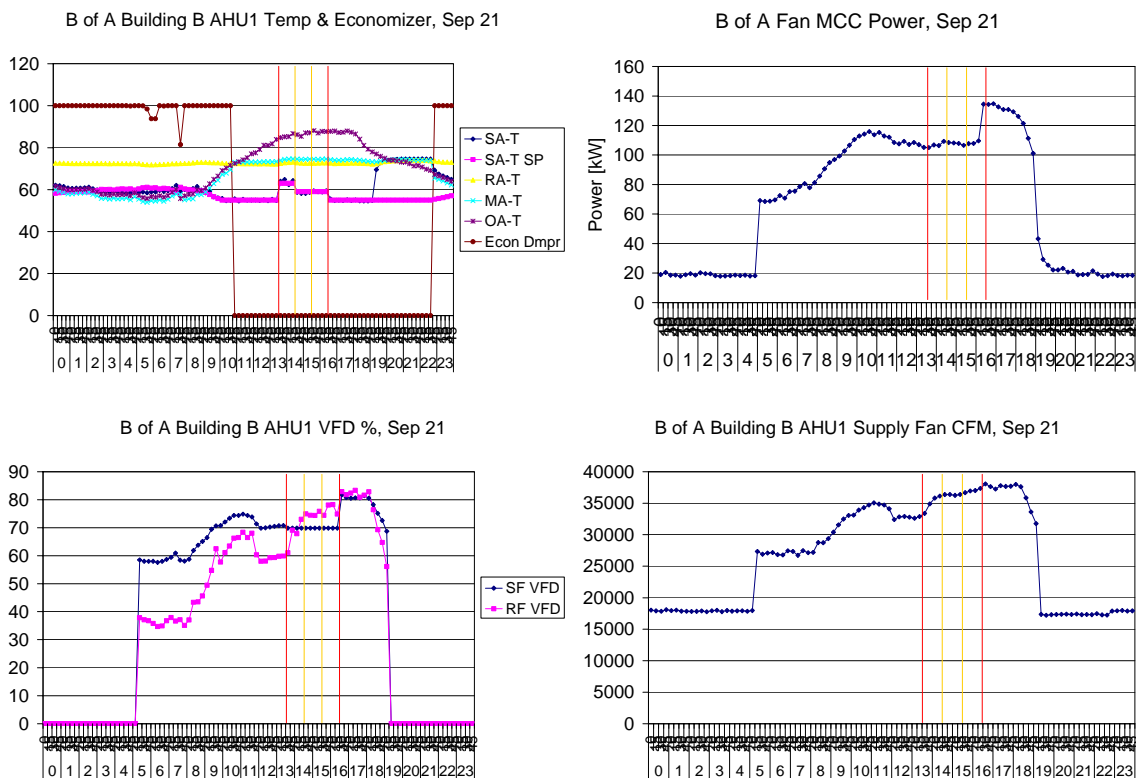 B of A Building B AHU1 Temp & Economizer, Sep 21
120
100
80
60
40
20
0
0 1 2 3 4 5 6 7 8 9 10 11 12 13 14 15 16 17 18 19 20 21 22 23
SA-T
SA-T SP
RA-T
MA-T
OA-T
Econ Dmpr
B of A Fan MCC Power, Sep 21
Power [kW]
160
140
120
100
80
60
40
20
0
0 1 2 3 4 5 6 7 8 9 10 11 12 13 14 15 16 17 18 19 20 21 22 23
B of A Building B AHU1 VFD %, Sep 21
90
80
70
60
50
40
30
20
10
0
0 1 2 3 4 5 6 7 8 9 10 11 12 13 14 15 16 17 18 19 20 21 22 23
SF VFD
RF VFD
B of A Building B AHU1 Supply Fan CFM, Sep 21
40000
35000
30000
25000
20000
15000
10000
5000
0
0 1 2 3 4 5 6 7 8 9 10 11 12 13 14 15 16 17 18 19 20 21 22 23